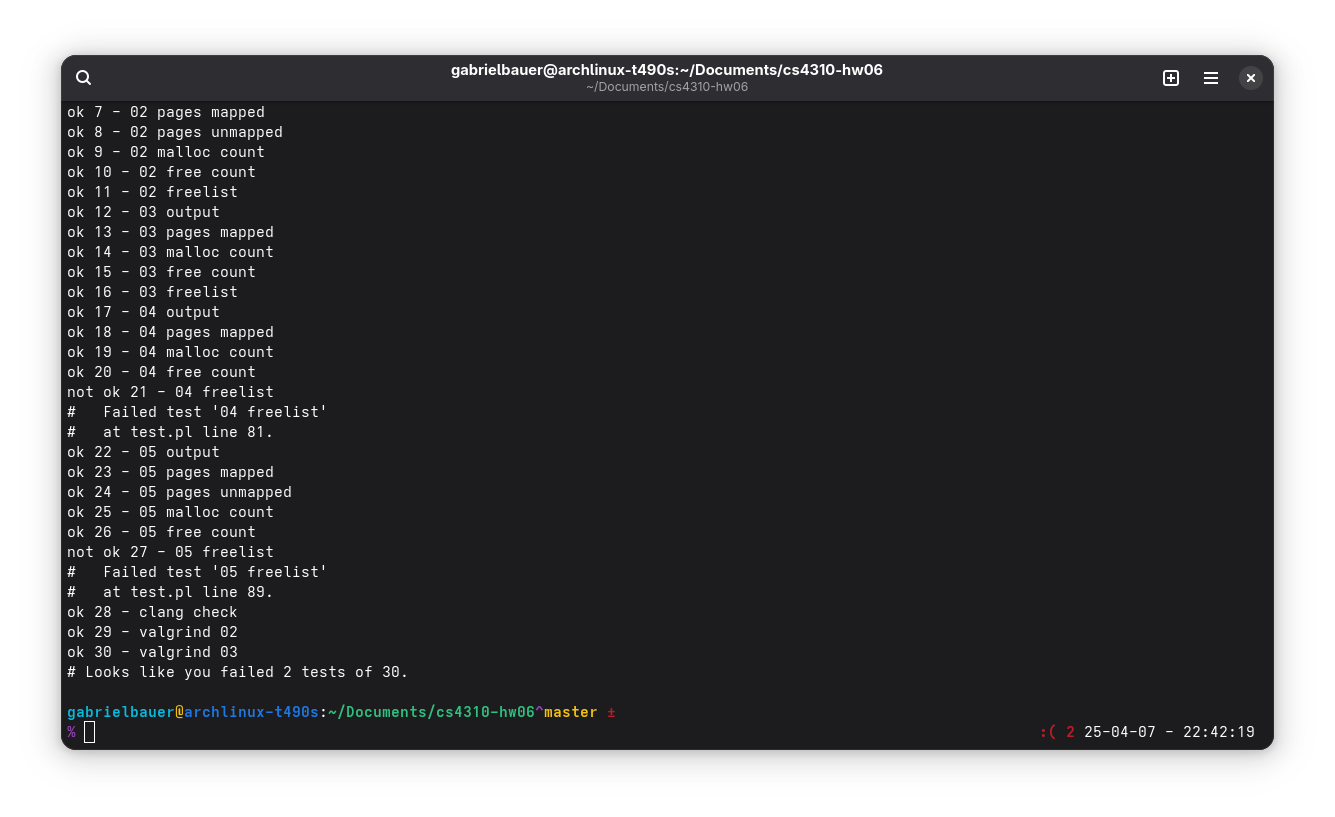 gabrielbauer@archlinux-t490s:~/Documents/cs4310-hw06
~/Documents/cs4310-hw06
ok 7 - 02 pages mapped
ok 8 - 02 pages unmapped
ok 9 - 02 malloc count
ok 10 - 02 free count
ok 11 - 02 freelist
ok 12 - 03 output
ok 13 - 03 pages mapped
ok 14 - 03 malloc count
ok 15 - 03 free count
ok 16 - 03 freelist
ok 17 - 04 output
ok 18 - 04 pages mapped
ok 19 - 04 malloc count
ok 20 - 04 free count
not ok 21 - 04 freelist
#   Failed test '04 freelist'
#   at test.pl line 81.
ok 22 - 05 output
ok 23 - 05 pages mapped
ok 24 - 05 pages unmapped
ok 25 - 05 malloc count
ok 26 - 05 free count
not ok 27 - 05 freelist
#   Failed test '05 freelist'
#   at test.pl line 89.
ok 28 - clang check
ok 29 - valgrind 02
ok 30 - valgrind 03
# Looks like you failed 2 tests of 30.
gabrielbauer@archlinux-t490s:~/Documents/cs4310-hw06^master ±
% :( 2 25-04-07 - 22:42:19